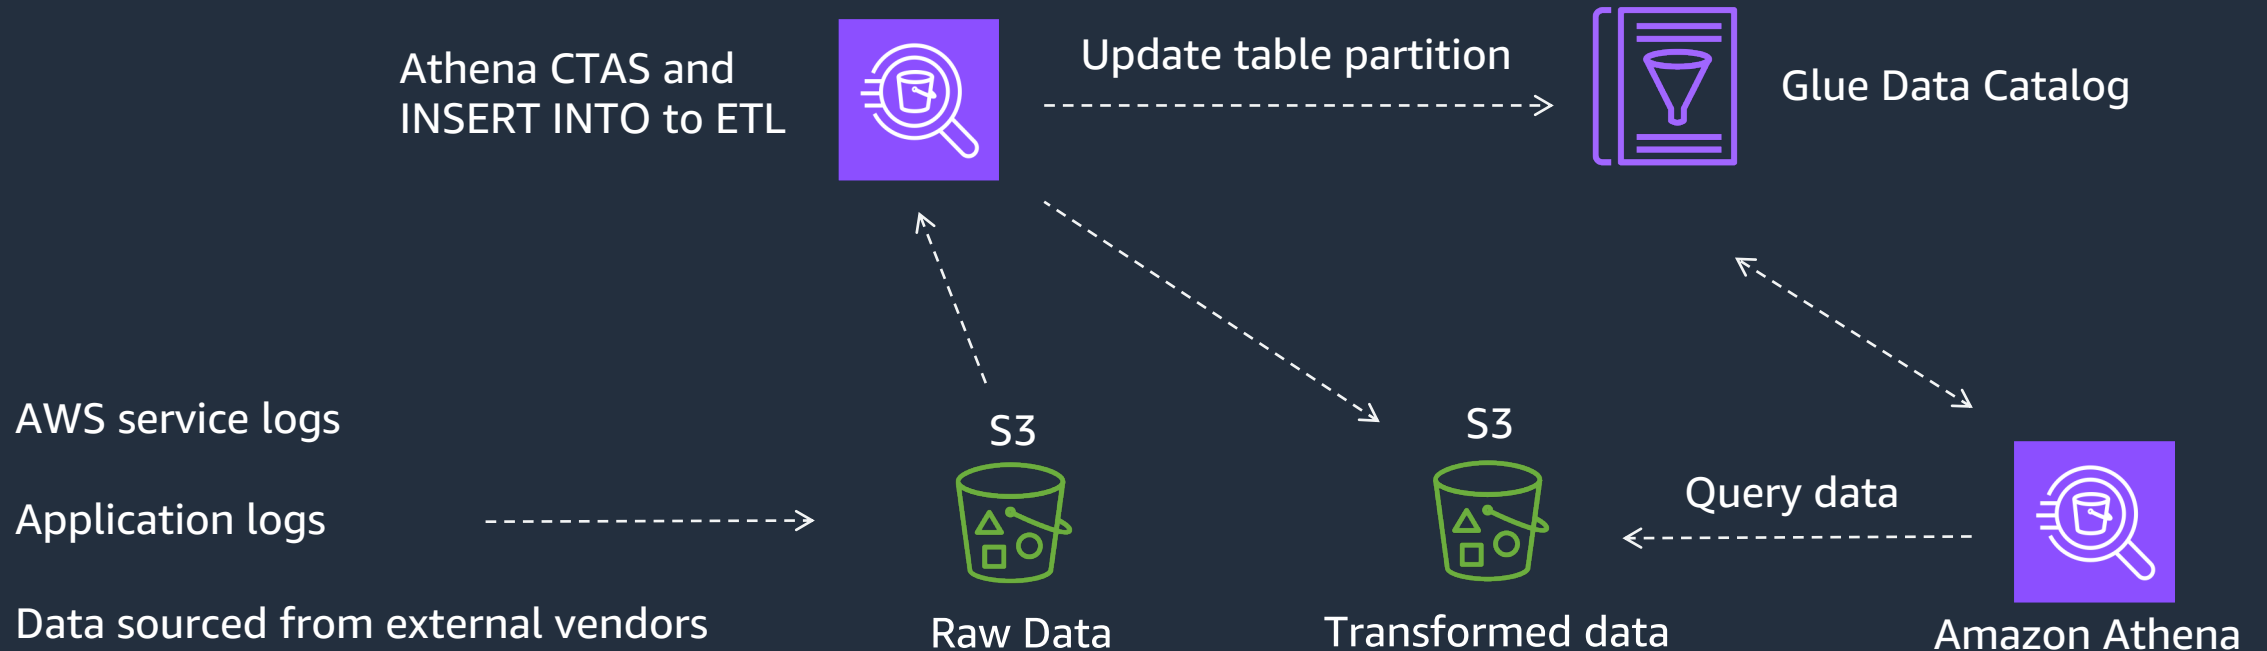 Athena CTAS and
INSERT INTO to ETL
Update table partition
Glue Data Catalog
AWS service logs
Application logs
Data sourced from external vendors
S3
Raw Data
S3
Transformed data
Query data
Amazon Athena